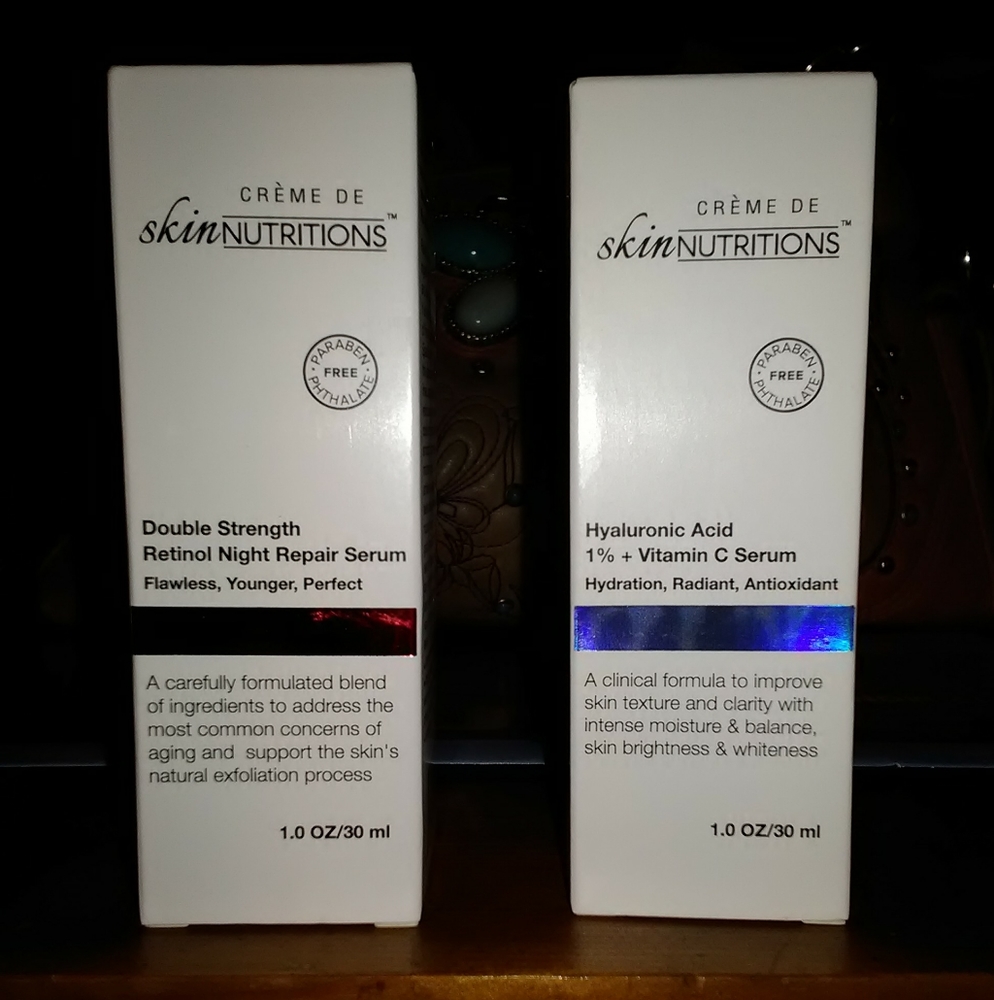 CRÈME DE
skinNUTRITIONS™
PARABEN
FREE
PHTHALATE
Double Strength
Retinol Night Repair Serum
Flawless, Younger, Perfect
A carefully formulated blend
of ingredients to address the
most common concerns of
aging and  support the skin's
natural exfoliation process
1.0 OZ/30 ml
CRÈME DE
skinNUTRITIONS™
PARABEN
FREE
PHTHALATE
Hyaluronic Acid
1% + Vitamin C Serum
Hydration, Radiant, Antioxidant
A clinical formula to improve
skin texture and clarity with
intense moisture & balance,
skin brightness & whiteness
1.0 OZ/30 ml